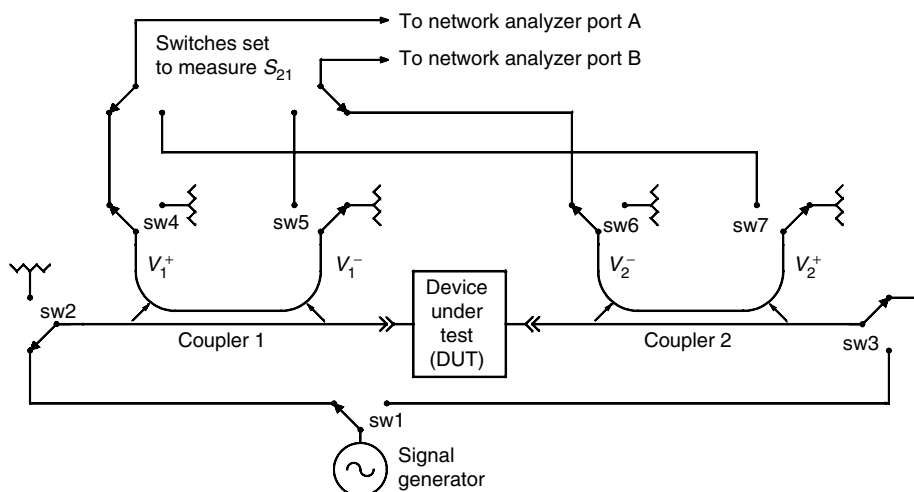 To network analyzer port A
Switches set
to measure S21
To network analyzer port B
sw4
sw5
sw6
sw7
V1+
V1−
V2−
V2+
sw2
Coupler 1
Device
under
test
(DUT)
Coupler 2
sw3
sw1
Signal
generator